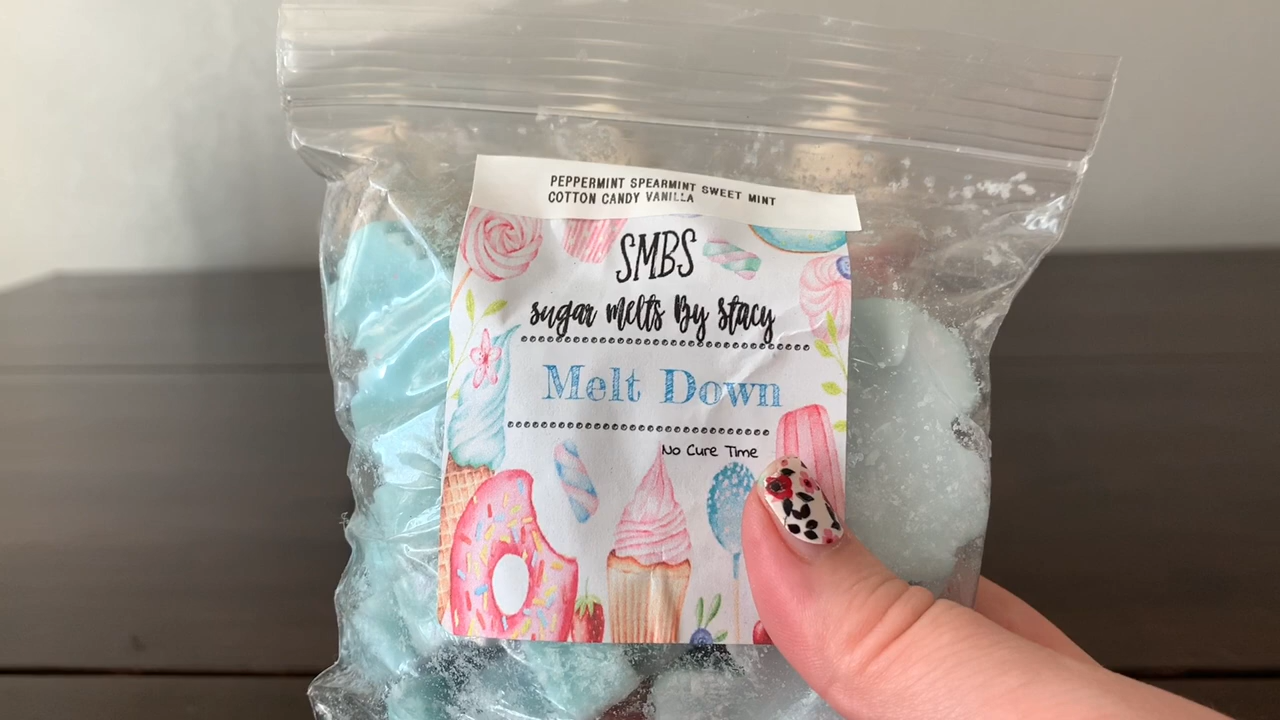 PEPPERMINT SPEARMINT SWEET MINT
COTTON CANDY VANILLA
SMBS
sugar melts By Stacy
Melt Down
No Cure Time